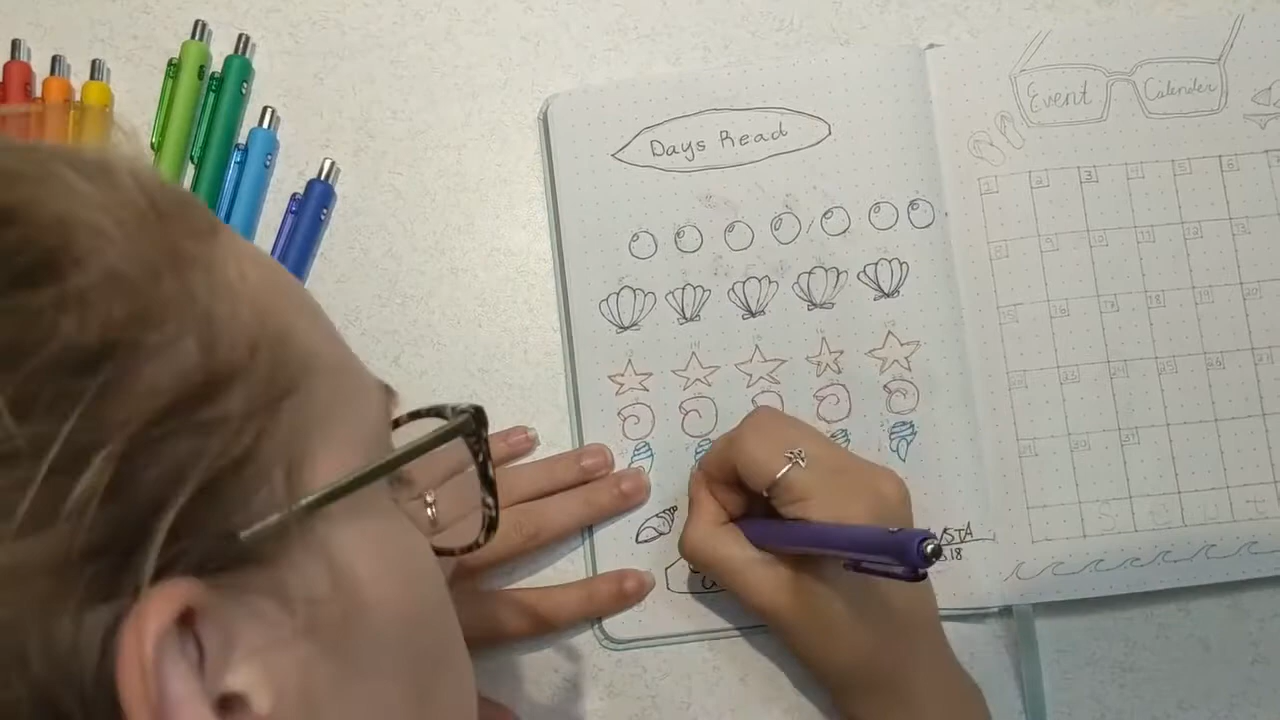 Days Read
Event Calender
1 2 3 4 5 6
8 9 10 11 12 13
15 16 17 18 19 20
22 23 24 25 26 27
29 30 31